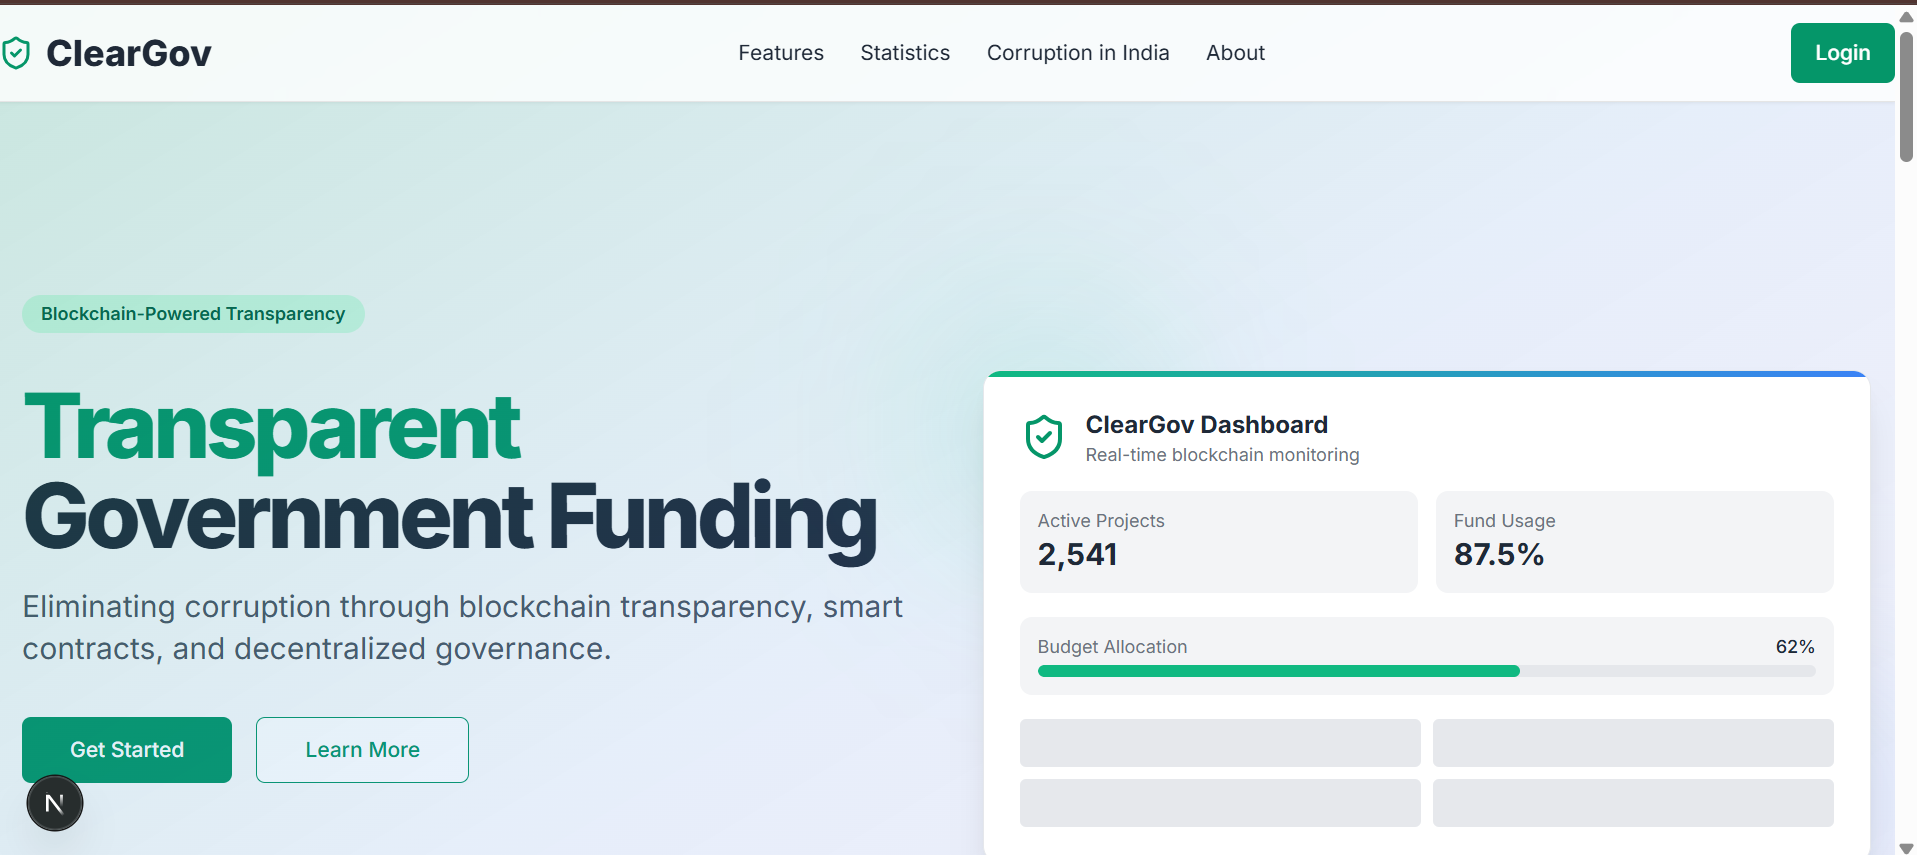 ClearGov
Features
Statistics
Corruption in India
About
Login
Blockchain-Powered Transparency
Transparent
Government Funding
Eliminating corruption through blockchain transparency, smart
contracts, and decentralized governance.
Get Started
Learn More
N
ClearGov Dashboard
Real-time blockchain monitoring
Active Projects
2,541
Fund Usage
87.5%
Budget Allocation
62%